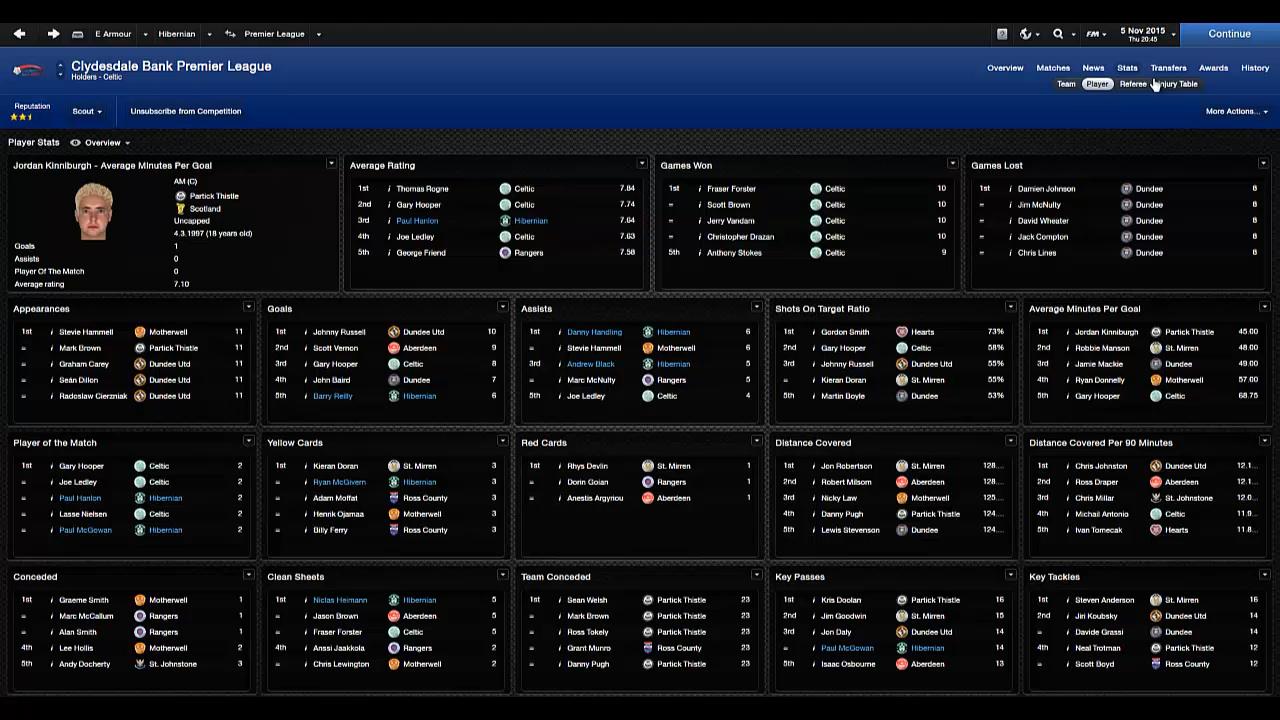 E Armour Hibernian Premier League FM 5 Nov 2015 Thu 20:45 Continue
Clydesdale Bank Premier League
Holders - Celtic
Overview Matches News Stats Transfers Awards History
Team Player Referee Injury Table
Reputation Scout Unsubscribe from Competition More Actions...
Player Stats Overview
Jordan Kinniburgh - Average Minutes Per Goal
AM (C)
Partick Thistle
Scotland
Uncapped
4.3.1997 (18 years old)
Goals 1
Assists 0
Player Of The Match 0
Average rating 7.10
Average Rating
1st i Thomas Rogne Celtic 7.84
2nd i Gary Hooper Celtic 7.74
3rd i Paul Hanlon Hibernian 7.64
4th i Joe Ledley Celtic 7.63
5th i George Friend Rangers 7.58
Games Won
1st i Fraser Forster Celtic 10
= i Scott Brown Celtic 10
= i Jerry Vandam Celtic 10
= i Christopher Drazan Celtic 10
5th i Anthony Stokes Celtic 9
Games Lost
1st i Damien Johnson Dundee 8
= i Jim McNulty Dundee 8
= i David Wheater Dundee 8
= i Jack Compton Dundee 8
= i Chris Lines Dundee 8
Appearances
1st i Stevie Hammell Motherwell 11
= i Mark Brown Partick Thistle 11
= i Graham Carey Dundee Utd 11
= i Seán Dillon Dundee Utd 11
= i Radoslaw Cierzniak Dundee Utd 11
Goals
1st i Johnny Russell Dundee Utd 10
2nd i Scott Vernon Aberdeen 9
3rd i Gary Hooper Celtic 8
4th i John Baird Dundee 7
5th i Barry Reilly Hibernian 6
Assists
1st i Danny Handling Hibernian 6
= i Stevie Hammell Motherwell 6
3rd i Andrew Black Hibernian 5
= i Marc McNulty Rangers 5
5th i Joe Ledley Celtic 4
Shots On Target Ratio
1st i Gordon Smith Hearts 73%
2nd i Gary Hooper Celtic 58%
3rd i Johnny Russell Dundee Utd 55%
= i Kieran Doran St. Mirren 55%
5th i Martin Boyle Dundee 53%
Average Minutes Per Goal
1st i Jordan Kinniburgh Partick Thistle 45.00
2nd i Robbie Manson St. Mirren 48.00
3rd i Jamie Mackie Dundee 49.00
4th i Ryan Donnelly Motherwell 57.00
5th i Gary Hooper Celtic 68.75
Player of the Match
1st i Gary Hooper Celtic 2
= i Joe Ledley Celtic 2
= i Paul Hanlon Hibernian 2
= i Lasse Nielsen Celtic 2
= i Paul McGowan Hibernian 2
Yellow Cards
1st i Kieran Doran St. Mirren 3
= i Ryan McGivern Hibernian 3
= i Adam Moffat Ross County 3
= i Henrik Ojamaa Motherwell 3
= i Billy Ferry Ross County 3
Red Cards
1st i Rhys Devlin St. Mirren 1
= i Dorin Goian Rangers 1
= i Anestis Argyriou Aberdeen 1
Distance Covered
1st i Jon Robertson St. Mirren 128....
2nd i Robert Milsom Aberdeen 128....
3rd i Nicky Law Motherwell 125....
4th i Danny Pugh Partick Thistle 124....
5th i Lewis Stevenson Dundee 124....
Distance Covered Per 90 Minutes
1st i Chris Johnston Dundee Utd 12.1...
2nd i Ross Draper Aberdeen 12.1...
3rd i Chris Millar St. Johnstone 12.0...
4th i Michail Antonio Celtic 11.9...
5th i Ivan Tomecak Hearts 11.8...
Conceded
1st i Graeme Smith Motherwell 1
= i Marc McCallum Rangers 1
= i Alan Smith Rangers 1
4th i Lee Hollis Motherwell 2
5th i Andy Docherty St. Johnstone 3
Clean Sheets
1st i Niclas Heimann Hibernian 5
= i Jason Brown Aberdeen 5
= i Fraser Forster Celtic 5
4th i Anssi Jaakkola Rangers 2
= i Chris Lewington Motherwell 2
Team Conceded
1st i Sean Welsh Partick Thistle 23
= i Mark Brown Partick Thistle 23
= i Ross Tokely Partick Thistle 23
= i Grant Munro Ross County 23
= i Danny Pugh Partick Thistle 23
Key Passes
1st i Kris Doolan Partick Thistle 16
2nd i Jim Goodwin St. Mirren 15
3rd i Jon Daly Dundee Utd 14
= i Paul McGowan Hibernian 14
5th i Isaac Osbourne Aberdeen 13
Key Tackles
1st i Steven Anderson St. Mirren 16
2nd i Jiri Koubsky Dundee Utd 14
= i Davide Grassi Dundee 14
4th i Neal Trotman Partick Thistle 12
= i Scott Boyd Ross County 12